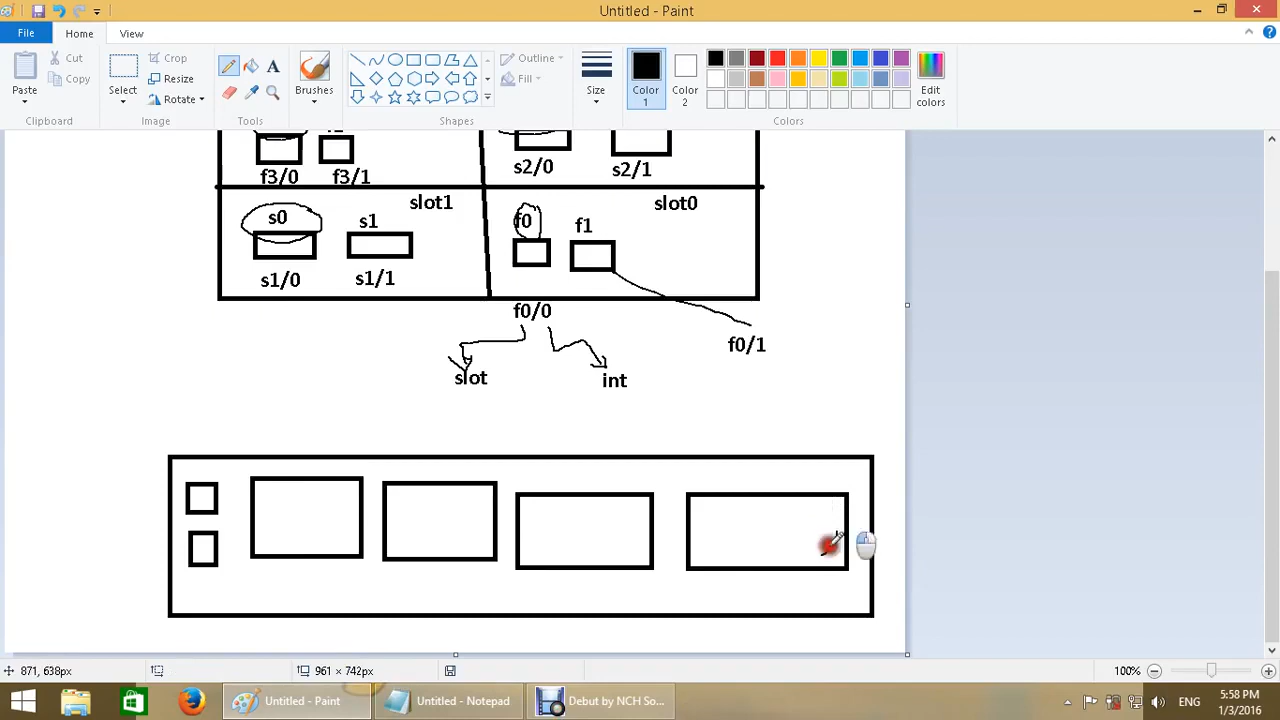 Untitled - Paint
File
Home
View
Paste
Cut
Copy
Clipboard
Select
Crop
Resize
Rotate
Image
A
Tools
Brushes
Outline
Fill
Shapes
Size
Color
1
Color
2
Edit
colors
Colors
f3/0
f3/1
s2/0
s2/1
slot1
slot0
s0
s1
f0
f1
s1/0
s1/1
f0/0
f0/1
slot
int
871, 638px
961 × 742px
100%
Untitled - Paint
Untitled - Notepad
Debut by NCH So...
ENG
5:58 PM
1/3/2016